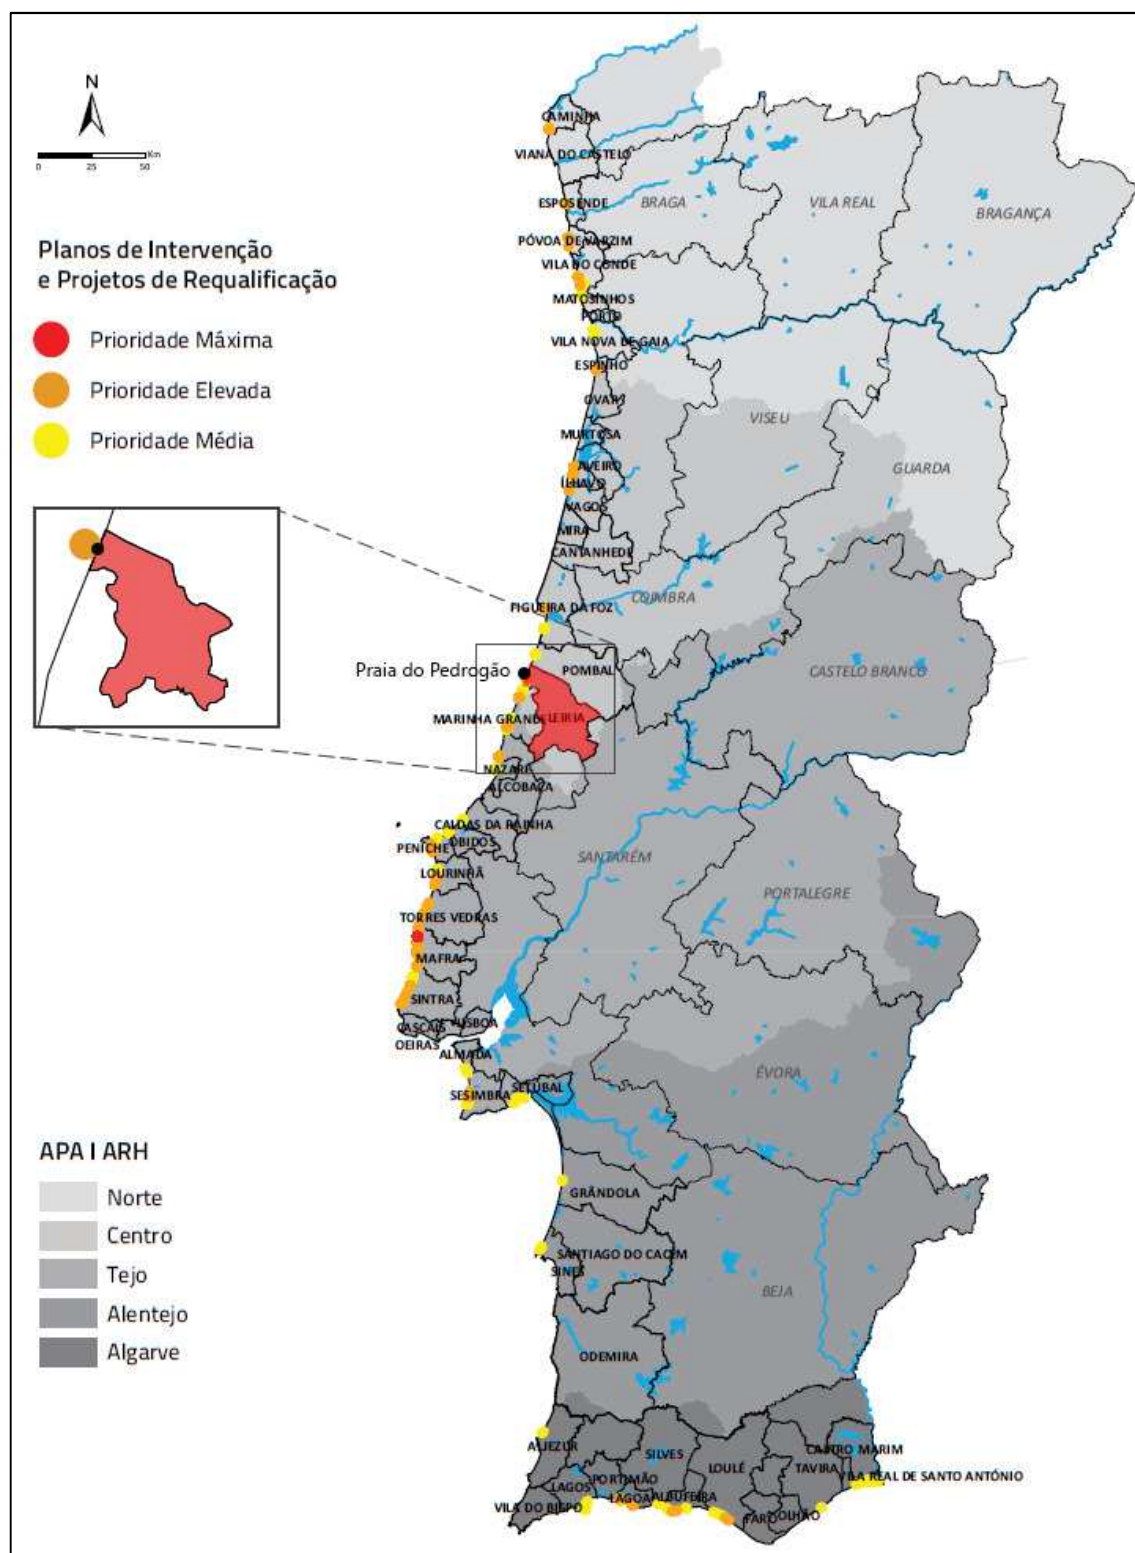 N
Km
0 25 50
Planos de Intervenção
e Projetos de Requalificação
Prioridade Máxima
Prioridade Elevada
Prioridade Média
CAMINHA
VIANA DO CASTELO
ESPOSENDE
BRAGA
VILA REAL
BRAGANÇA
PÓVOA DE VARZIM
VILA DO CONDE
MATOSINHOS
PORTO
VILA NOVA DE GAIA
ESPINHO
OVAR
VISEU
MURTOSA
AVEIRO
GUARDA
ÍLHAVO
VAGOS
MIRA
CANTANHEDE
COIMBRA
FIGUEIRA DA FOZ
Praia do Pedrogão
POMBAL
CASTELO BRANCO
MARINHA GRANDE
LEIRIA
NAZARÉ
ALCOBAÇA
CALDAS DA RAINHA
ÓBIDOS
PENICHE
SANTARÉM
LOURINHÃ
PORTALEGRE
TORRES VEDRAS
MAFRA
SINTRA
CASCAIS
LISBOA
OEIRAS
ALMADA
ÉVORA
SETÚBAL
SESIMBRA
APA | ARH
Norte
Centro
Tejo
Alentejo
Algarve
GRÂNDOLA
SANTIAGO DO CACÉM
SINES
BEJA
ODEMIRA
ALJEZUR
SILVES
CASTRO MARIM
LOULÉ
TAVIRA
VILA REAL DE SANTO ANTÓNIO
PORTIMÃO
LAGOS
LAGOA
ALBUFEIRA
VILA DO BISPO
FARO
OLHÃO